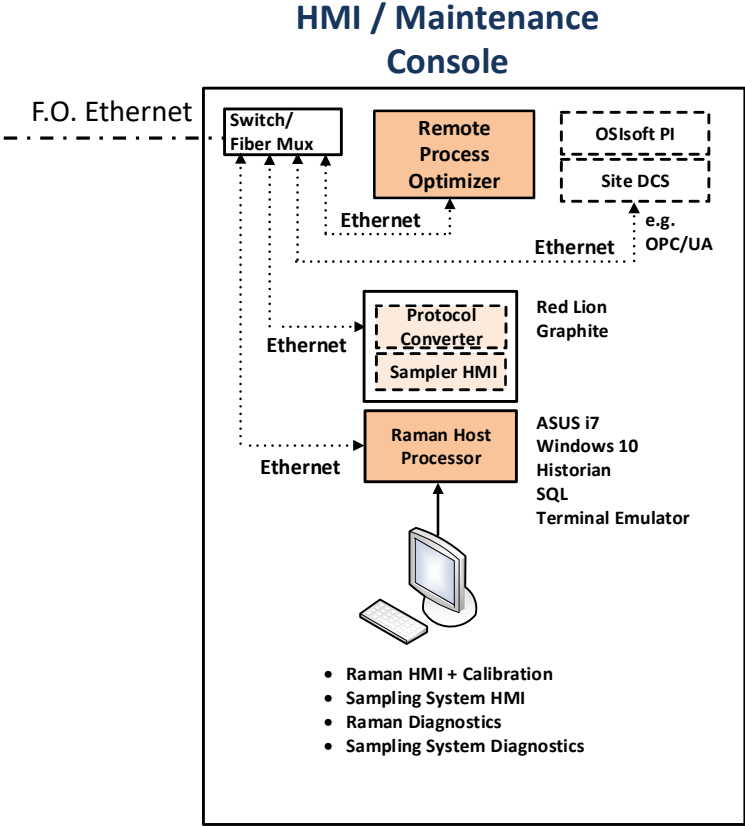 HMI / Maintenance
Console
F.O. Ethernet
Switch/
Fiber Mux
Remote
Process
Optimizer
OSIsoft PI
Site DCS
Ethernet
Ethernet
e.g.
OPC/UA
Protocol
Converter
Sampler HMI
Red Lion
Graphite
Ethernet
Raman Host
Processor
Ethernet
ASUS i7
Windows 10
Historian
SQL
Terminal Emulator
• Raman HMI + Calibration
• Sampling System HMI
• Raman Diagnostics
• Sampling System Diagnostics